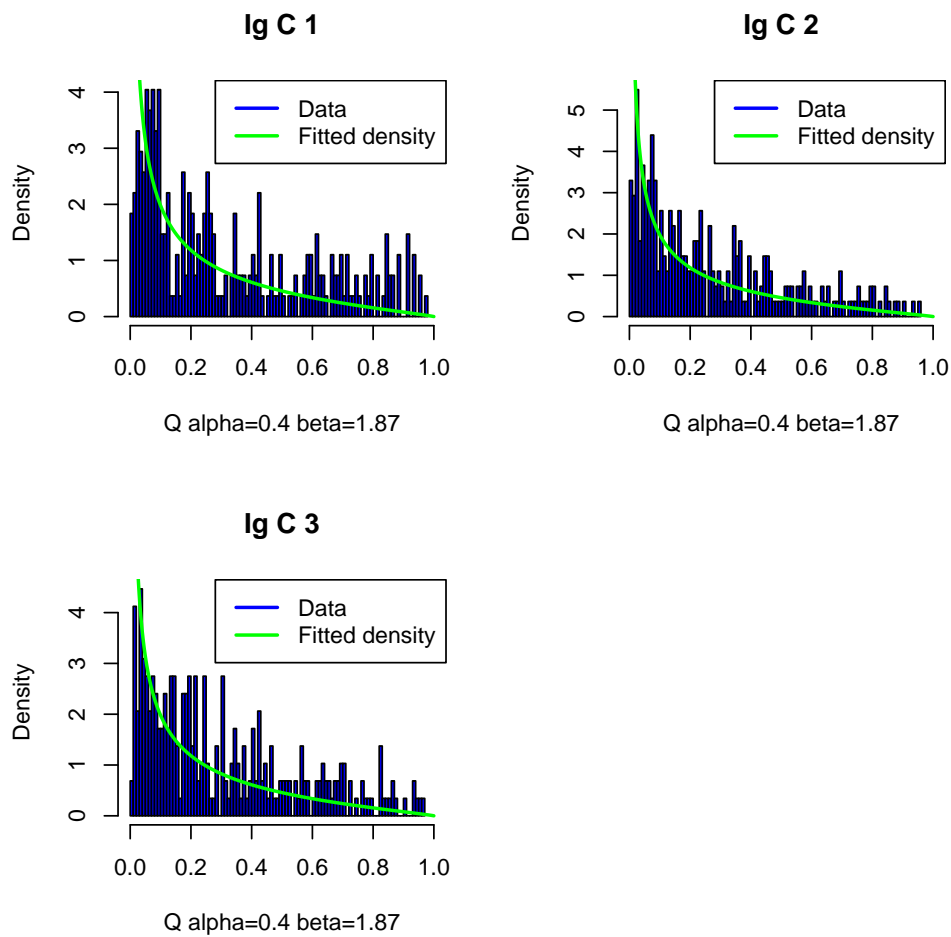 Ig C 1
Data
Fitted density
Density
0 1 2 3 4
0.0 0.2 0.4 0.6 0.8 1.0
Q alpha=0.4 beta=1.87
Ig C 2
Data
Fitted density
Density
0 1 2 3 4 5
0.0 0.2 0.4 0.6 0.8 1.0
Q alpha=0.4 beta=1.87
Ig C 3
Data
Fitted density
Density
0 1 2 3 4
0.0 0.2 0.4 0.6 0.8 1.0
Q alpha=0.4 beta=1.87